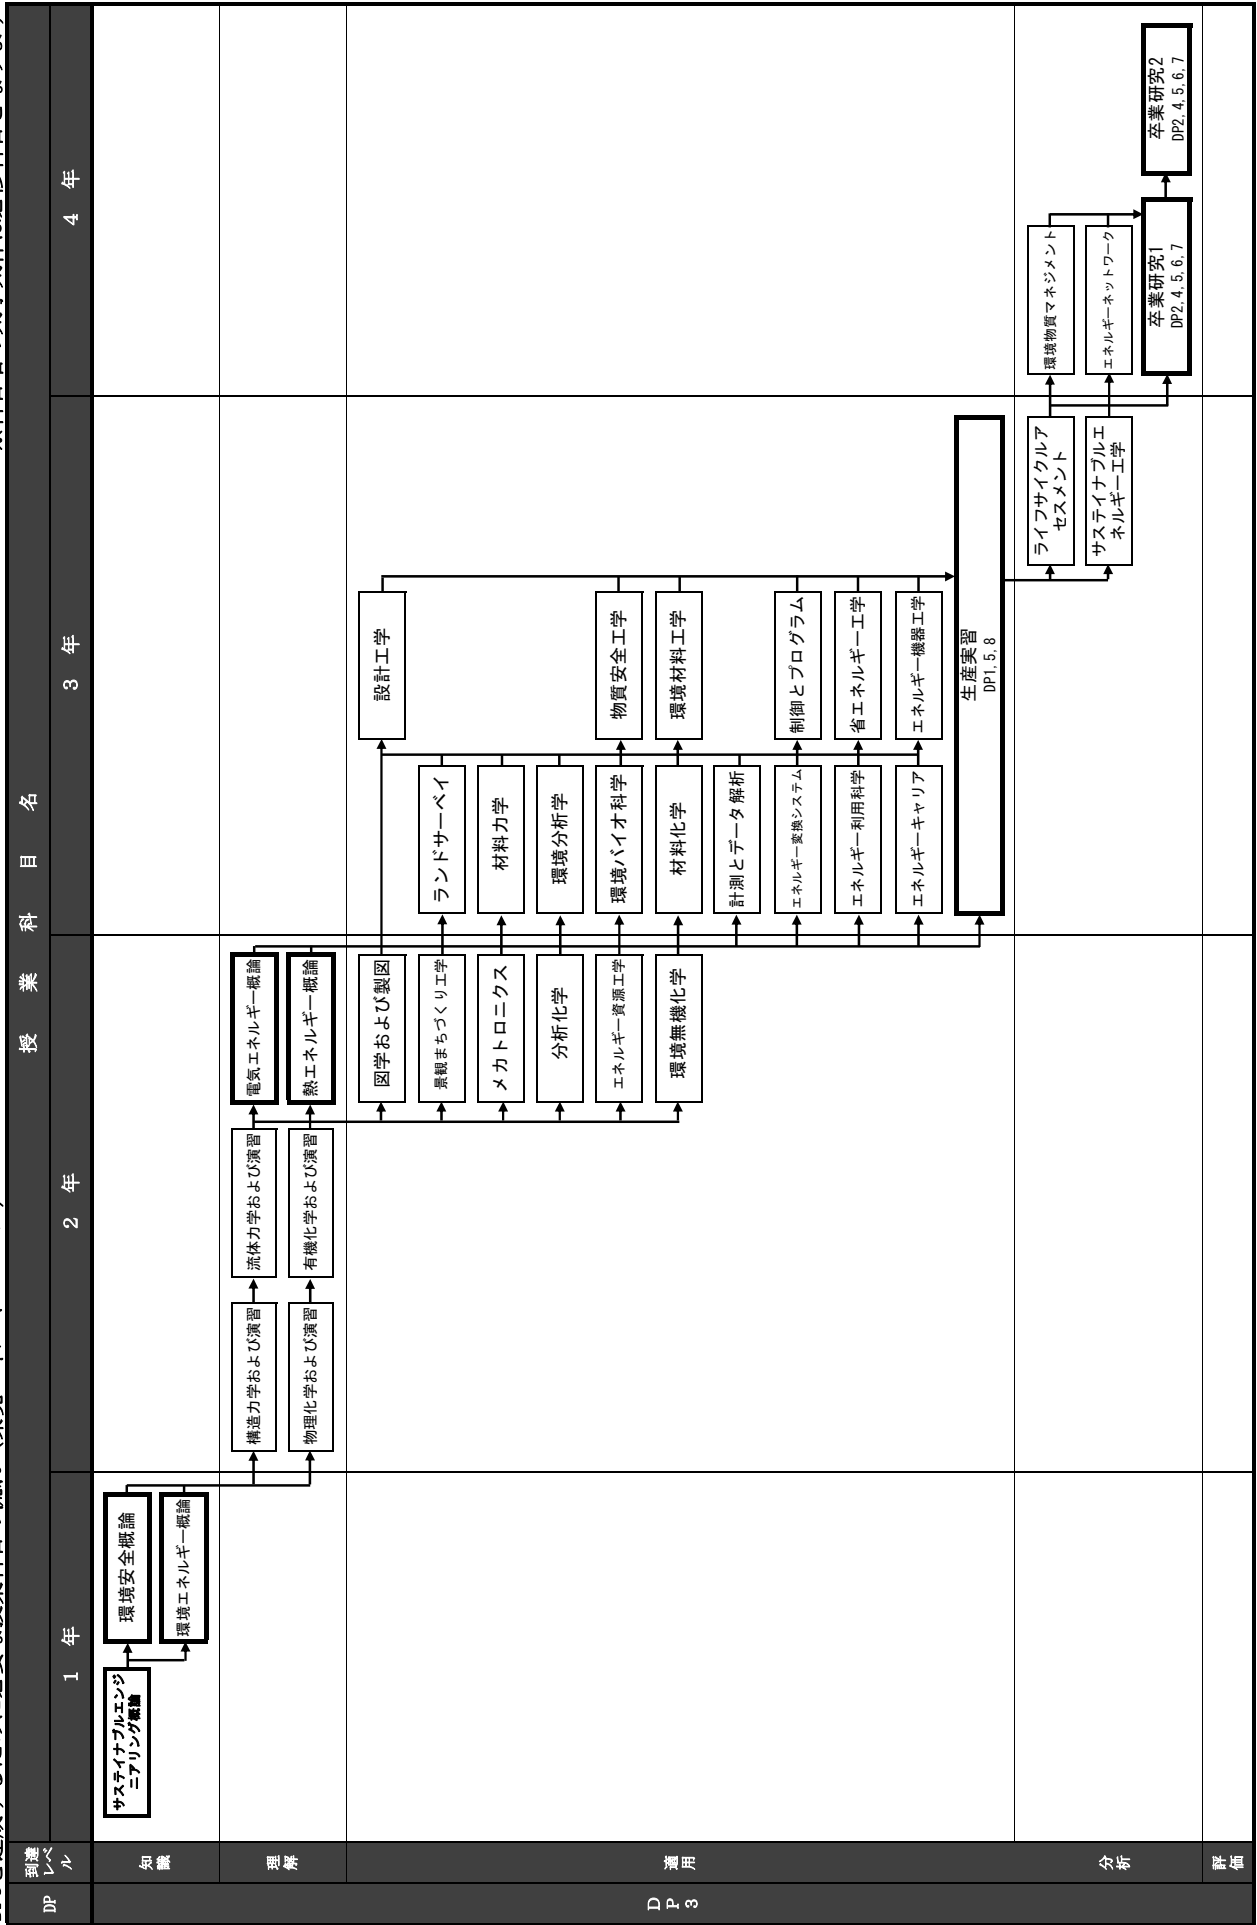 DP
到達
レベ
ル
授業科目名
1 年
2 年
3 年
4 年
DP3
知識
サステイナブルエンジ
ニアリング概論
環境安全概論
環境エネルギー概論
理解
構造力学および演習
流体力学および演習
電気エネルギー概論
物理化学および演習
有機化学および演習
熱エネルギー概論
適用
図学および製図
設計工学
景観まちづくり工学
ランドサーベイ
メカトロニクス
材料力学
分析化学
環境分析学
エネルギー資源工学
環境バイオ科学
物質安全工学
環境無機化学
材料化学
環境材料工学
計測とデータ解析
エネルギー変換システム
制御とプログラム
エネルギー利用科学
省エネルギー工学
エネルギーキャリア
エネルギー機器工学
生産実習
DP1,5,8
分析
ライフサイクルア
セスメント
環境物質マネジメント
サステイナブルエ
ネルギー工学
エネルギーネットワーク
卒業研究1
DP2,4,5,6,7
卒業研究2
DP2,4,5,6,7
評価